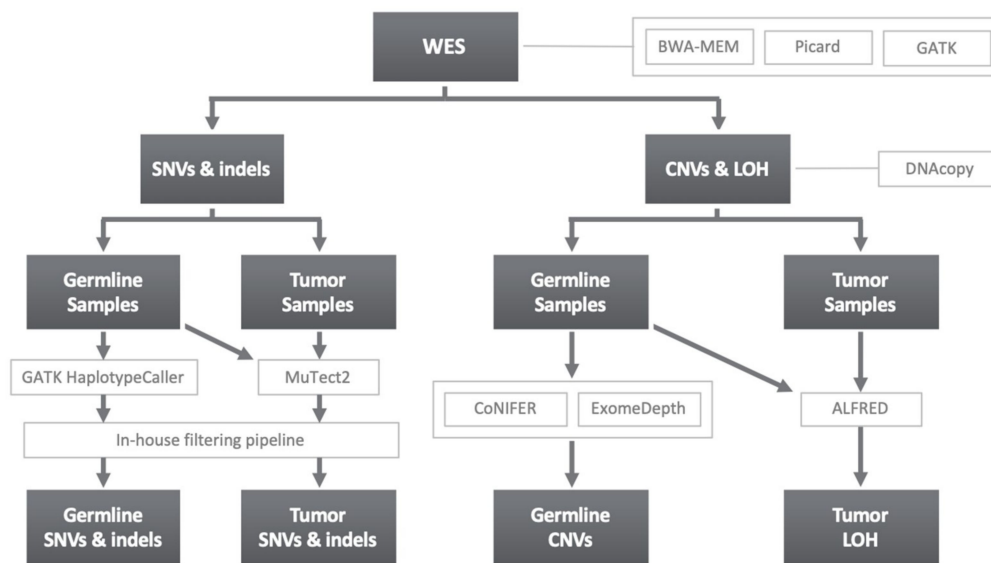 WES
BWA-MEM
Picard
GATK
SNVs & indels
CNVs & LOH
DNAcopy
Germline
Samples
Tumor
Samples
Germline
Samples
Tumor
Samples
GATK HaplotypeCaller
MuTect2
CoNIFER
ExomeDepth
ALFRED
In-house filtering pipeline
Germline
SNVs & indels
Tumor
SNVs & indels
Germline
CNVs
Tumor
LOH